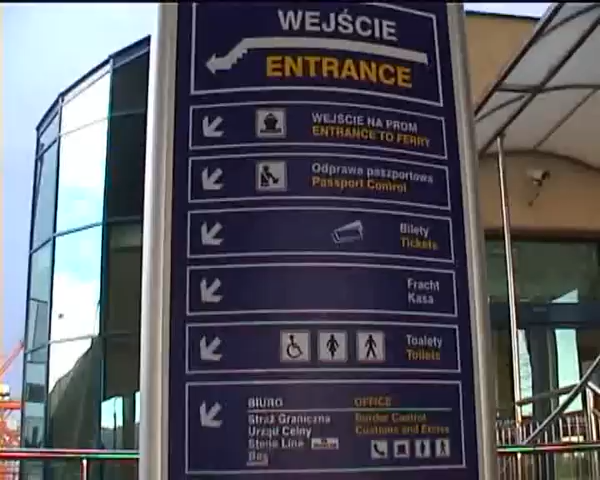 WEJŚCIE
ENTRANCE
WEJŚCIE NA PROM
ENTRANCE TO FERRY
Odprawa paszportowa
Passport Control
Bilety
Tickets
Fracht
Kasa
Toalety
Toilets
BIURO OFFICE
Straż Graniczna Border Control
Urząd Celny Customs and Excise
Stena Line
Bar